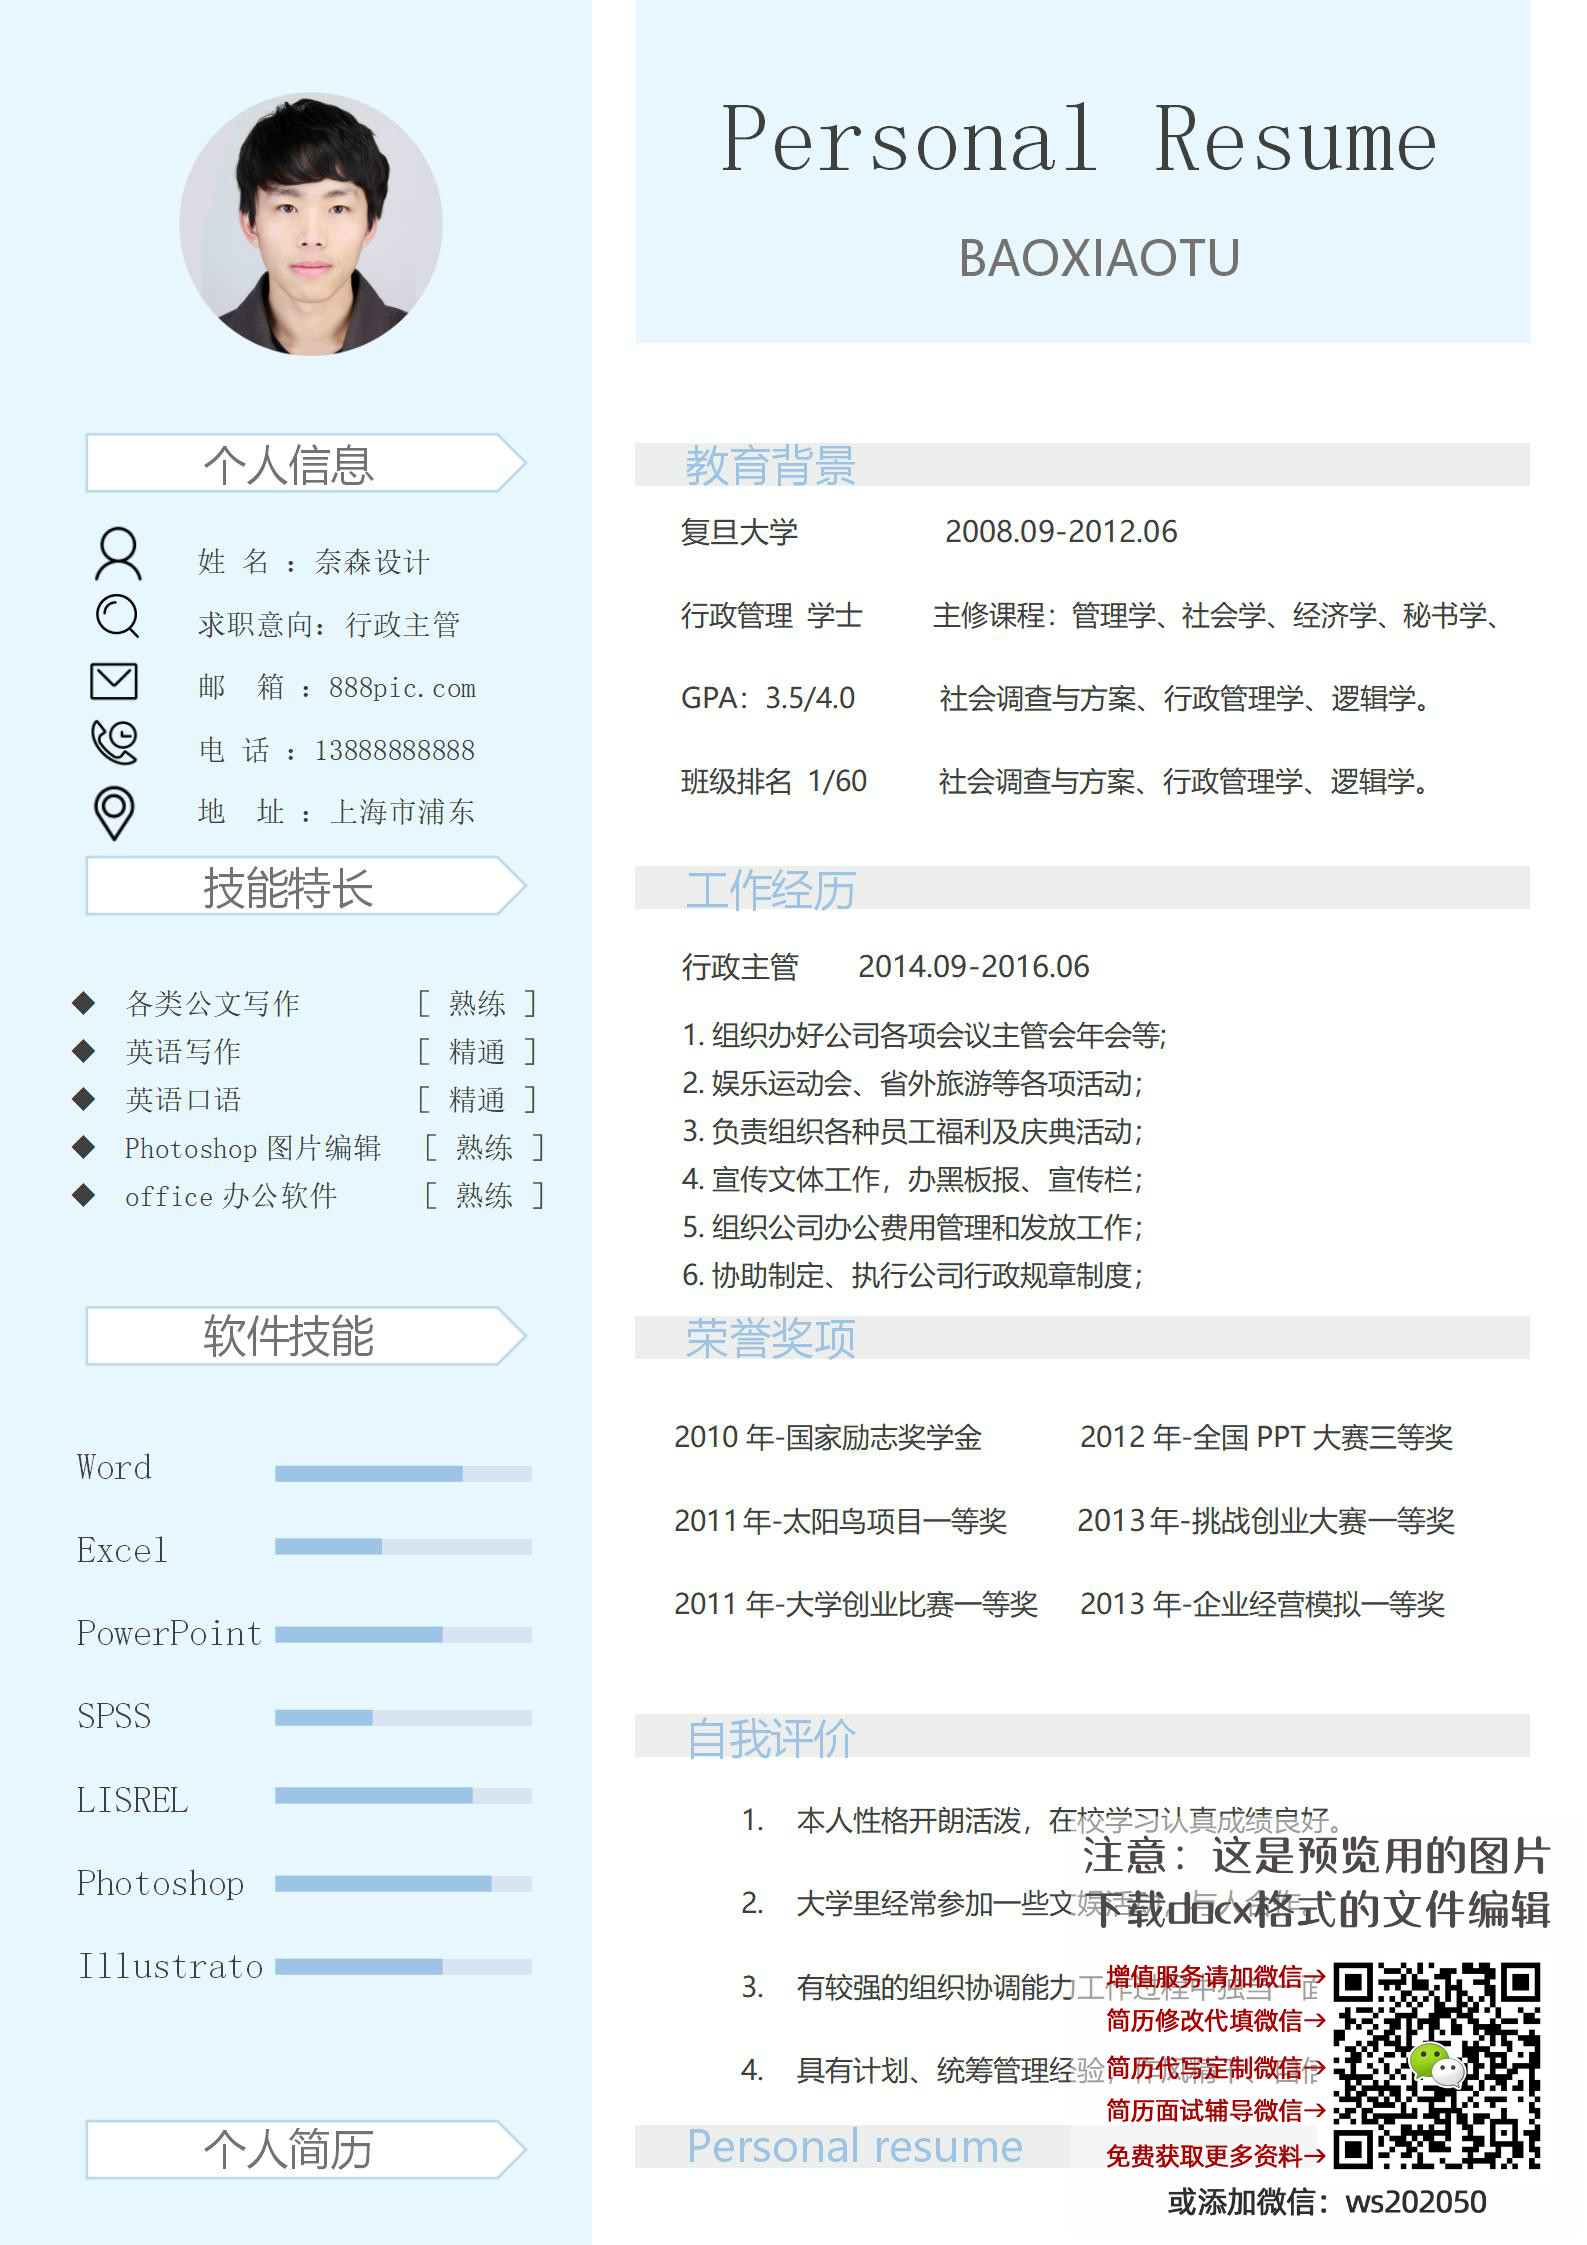 Personal Resume
BAOXIAOTU
个人信息
姓 名 ：奈森设计
求职意向：行政主管
邮 箱 ：888pic.com
电 话 ：13888888888
地 址 ：上海市浦东
技能特长
◆ 各类公文写作 [ 熟练 ]
◆ 英语写作 [ 精通 ]
◆ 英语口语 [ 精通 ]
◆ Photoshop 图片编辑 [ 熟练 ]
◆ office 办公软件 [ 熟练 ]
软件技能
Word
Excel
PowerPoint
SPSS
LISREL
Photoshop
Illustrato
个人简历
教育背景
复旦大学 2008.09-2012.06
行政管理 学士 主修课程：管理学、社会学、经济学、秘书学、
GPA：3.5/4.0 社会调查与方案、行政管理学、逻辑学。
班级排名 1/60 社会调查与方案、行政管理学、逻辑学。
工作经历
行政主管 2014.09-2016.06
1. 组织办好公司各项会议主管会年会等;
2. 娱乐运动会、省外旅游等各项活动；
3. 负责组织各种员工福利及庆典活动；
4. 宣传文体工作，办黑板报、宣传栏；
5. 组织公司办公费用管理和发放工作；
6. 协助制定、执行公司行政规章制度；
荣誉奖项
2010 年-国家励志奖学金 2012 年-全国 PPT 大赛三等奖
2011 年-太阳鸟项目一等奖 2013 年-挑战创业大赛一等奖
2011 年-大学创业比赛一等奖 2013 年-企业经营模拟一等奖
自我评价
1. 本人性格开朗活泼，在校学习认真成绩良好。
2. 大学里经常参加一些文娱活动，与人合作。
3. 有较强的组织协调能力工作过程中独当一面
4. 具有计划、统筹管理经验，
Personal resume
注意：这是预览用的图片
下载docx格式的文件编辑
增值服务请加微信→
简历修改代填微信→
简历代写定制微信→
简历面试辅导微信→
免费获取更多资料→
或添加微信：ws202050